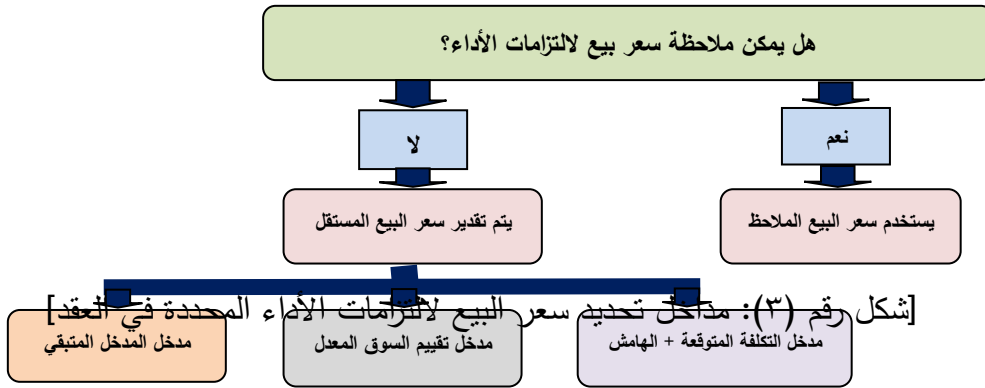 هل يمكن ملاحظة سعر بيع لالتزامات الأداء؟
نعم
لا
يستخدم سعر البيع الملاحظ
يتم تقدير سعر البيع المستقل
[شكل رقم (٣): مداخل تحديد سعر البيع لالتزامات الأداء المحددة في العقد]
مدخل التكلفة المتوقعة + الهامش
مدخل تقييم السوق المعدل
مدخل المدخل المتبقي